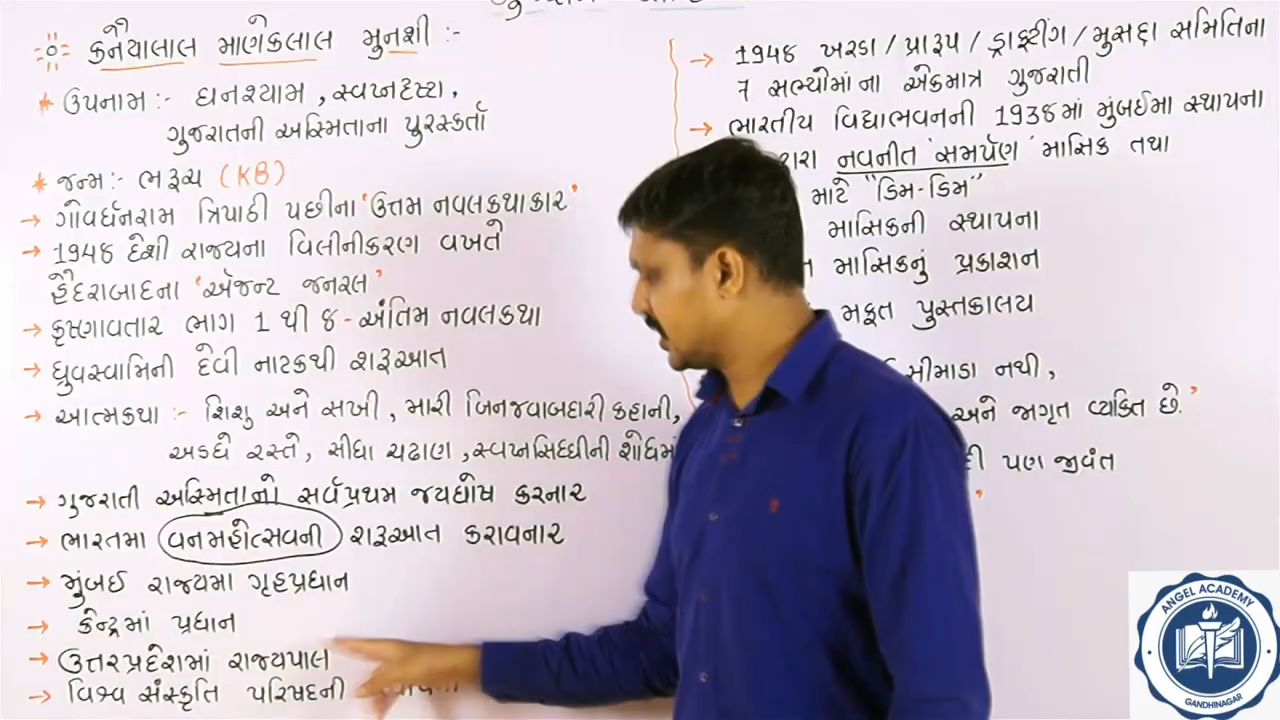 કનૈયાલાલ માણેકલાલ મુનશી :-
* ઉપનામ :- ઘનશ્યામ, સ્વપ્નદૃષ્ટા,
ગુજરાતની અસ્મિતાના પુરસ્કર્તા
* જન્મ :- ભરૂચ (KB)
→ ગોવર્ધનરામ ત્રિપાઠી પછીના 'ઉત્તમ નવલકથાકાર'
→ 1948 દેશી રાજ્યના વિલીનીકરણ વખતે
હૈદરાબાદના 'એજન્ટ જનરલ'
→ કૃષ્ણાવતાર ભાગ 1 થી 8 - અંતિમ નવલકથા
→ ધ્રુવસ્વામિની દેવી નાટકથી શરૂઆત
→ આત્મકથા :- શિશુ અને સખી, મારી બિનજવાબદારી કહાની,
અડધે રસ્તે, સીધા ચઢાણ, સ્વપ્નસિદ્ધીની શોધમાં
→ ગુજરાતી અસ્મિતાનો સર્વપ્રથમ જયઘોષ કરનાર
→ ભારતમા વનમહોત્સવની શરૂઆત કરાવનાર
→ મુંબઈ રાજ્યમા ગૃહપ્રધાન
→ કેન્દ્રમાં પ્રધાન
→ ઉત્તરપ્રદેશમાં રાજ્યપાલ
→ વિશ્વ સંસ્કૃતિ પરિષદની
→ 1948 ખરડા / પ્રારૂપ / ડ્રાફ્ટીંગ / મુસદ્દા સમિતિના
7 સભ્યોમાં ના એકમાત્ર ગુજરાતી
→ ભારતીય વિદ્યાભવનની 1938માં મુંબઈમા સ્થાપના
નવનીત 'સમર્પણ' માસિક તથા
માટે "ડિમ-ડિમ"
માસિકની સ્થાપના
માસિકનું પ્રકાશન
મફત પુસ્તકાલય
સીમાડા નથી,
અને જાગૃત વ્યકિત છે.'
પણ જીવંત
ANGEL ACADEMY
GANDHINAGAR